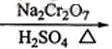 Na₂Cr₂O₇
H₂SO₄ △